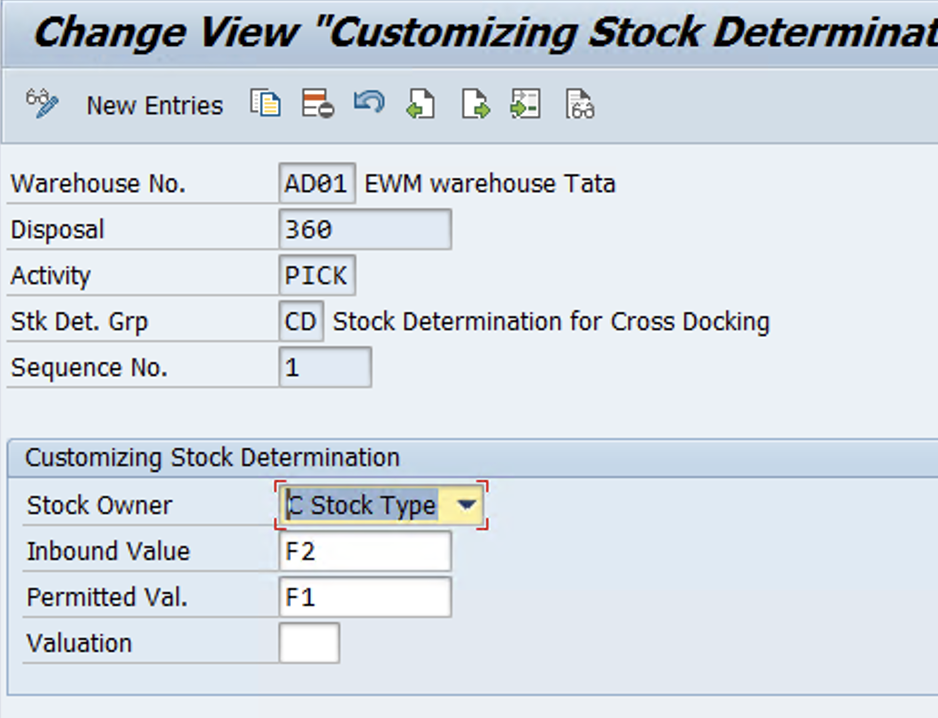 Change View "Customizing Stock Determinat
New Entries
Warehouse No. AD01 EWM warehouse Tata
Disposal 360
Activity PICK
Stk Det. Grp CD Stock Determination for Cross Docking
Sequence No. 1
Customizing Stock Determination
Stock Owner C Stock Type
Inbound Value F2
Permitted Val. F1
Valuation